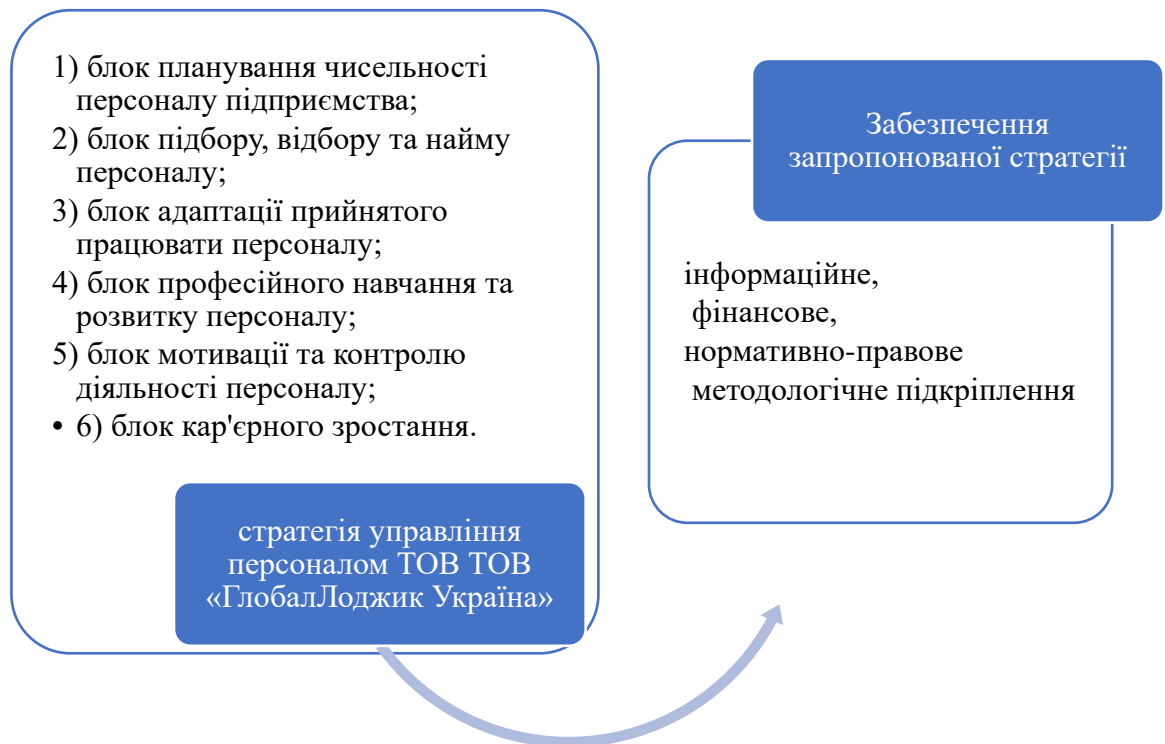 1) блок планування чисельності
персоналу підприємства;
2) блок підбору, відбору та найму
персоналу;
3) блок адаптації прийнятого
працювати персоналу;
4) блок професійного навчання та
розвитку персоналу;
5) блок мотивації та контролю
діяльності персоналу;
• 6) блок кар'єрного зростання.
стратегія управління
персоналом ТОВ ТОВ
«ГлобалЛоджик Україна»
Забезпечення
запропонованої стратегії
інформаційне,
фінансове,
нормативно-правове
методологічне підкріплення